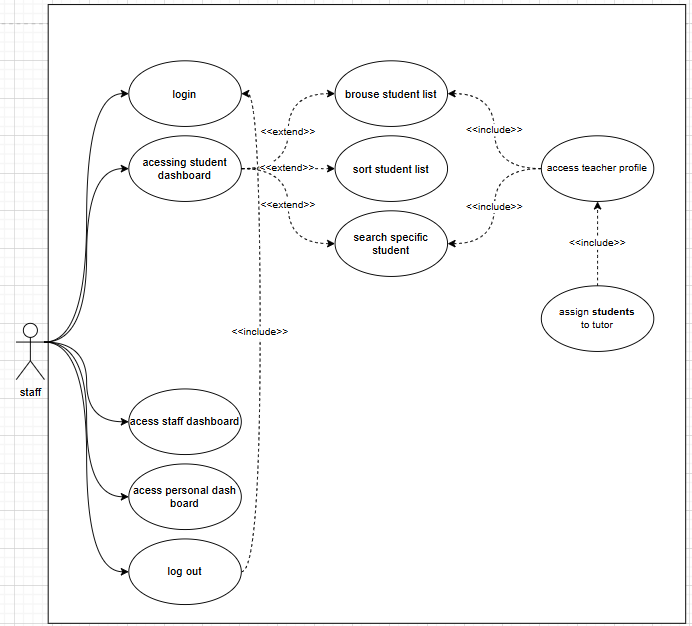 login
brouse student list
<<extend>>
<<include>>
acessing student
dashboard
<<extend>>
sort student list
access teacher profile
<<extend>>
<<include>>
search specific
student
<<include>>
assign students
to tutor
<<include>>
staff
acess staff dashboard
acess personal dash
board
log out